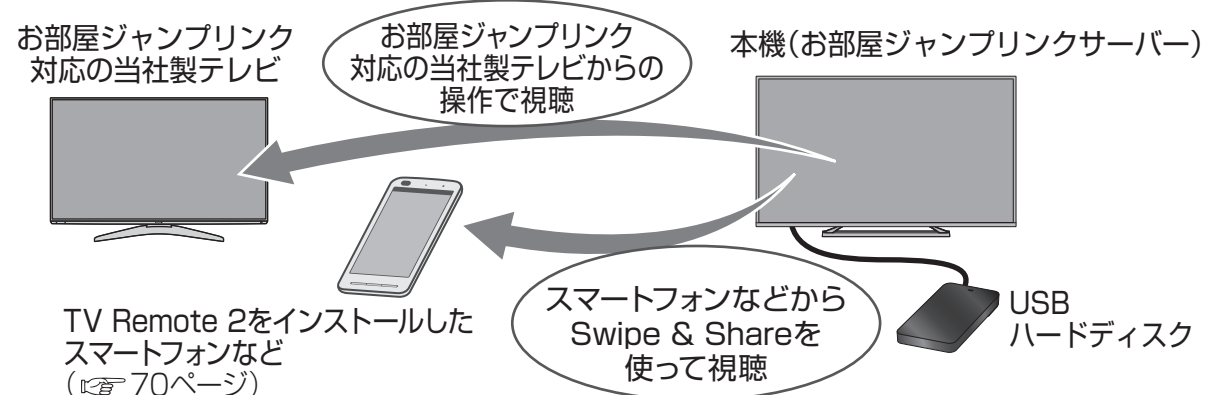 お部屋ジャンプリンク
対応の当社製テレビ
お部屋ジャンプリンク
対応の当社製テレビからの
操作で視聴
本機(お部屋ジャンプリンクサーバー)
TV Remote 2をインストールした
スマートフォンなど
(☞70ページ)
スマートフォンなどから
Swipe & Shareを
使って視聴
USB
ハードディスク